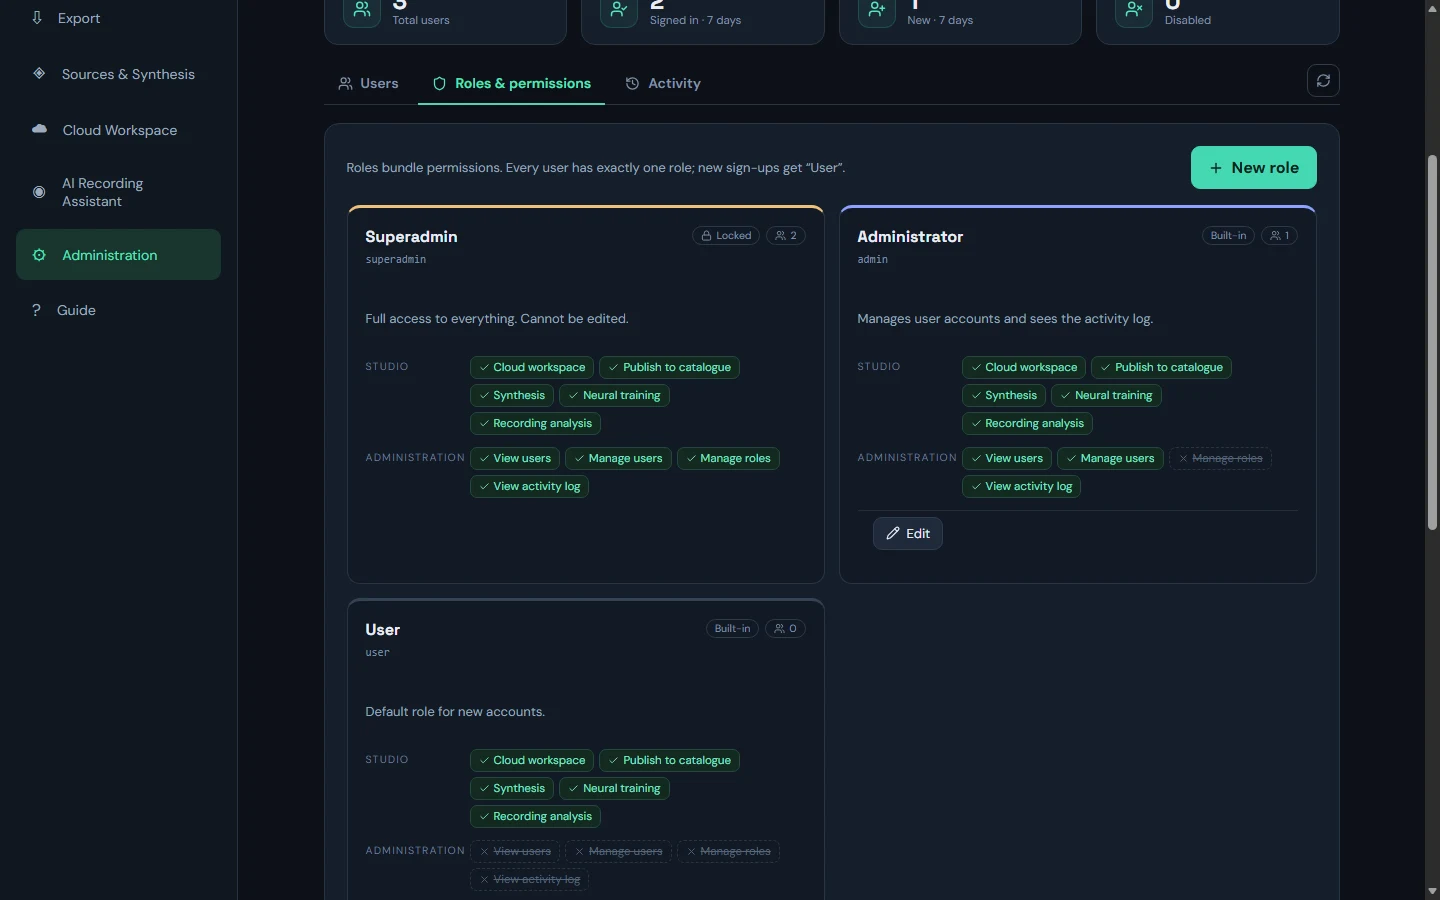 Export
Sources & Synthesis
Cloud Workspace
AI Recording
Assistant
Administration
? Guide
Total users
Signed in · 7 days
New · 7 days
Disabled
Users
Roles & permissions
Activity
Roles bundle permissions. Every user has exactly one role; new sign-ups get “User”.
+ New role
Superadmin
Locked
2
superadmin
Full access to everything. Cannot be edited.
STUDIO
Cloud workspace
Publish to catalogue
Synthesis
Neural training
Recording analysis
ADMINISTRATION
View users
Manage users
Manage roles
View activity log
Administrator
Built-in
1
admin
Manages user accounts and sees the activity log.
STUDIO
Cloud workspace
Publish to catalogue
Synthesis
Neural training
Recording analysis
ADMINISTRATION
View users
Manage users
Manage roles
View activity log
Edit
User
Built-in
0
user
Default role for new accounts.
STUDIO
Cloud workspace
Publish to catalogue
Synthesis
Neural training
Recording analysis
ADMINISTRATION
View users
Manage users
Manage roles
View activity log